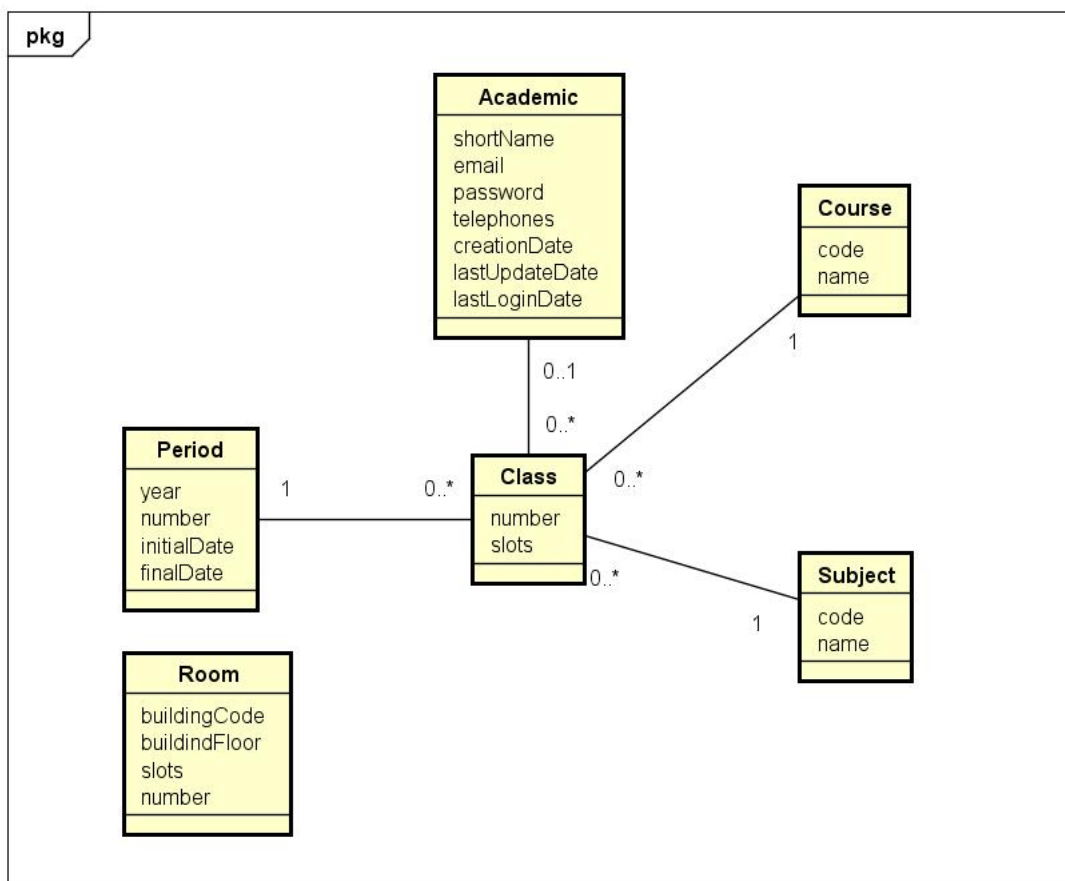 pkg
Academic
shortName
email
password
telephones
creationDate
lastUpdateDate
lastLoginDate
Course
code
name
1
0..1
0..*
Period
year
number
initialDate
finalDate
1
0..*
Class
number
slots
0..*
0..*
Subject
code
name
1
Room
buildingCode
buildindFloor
slots
number